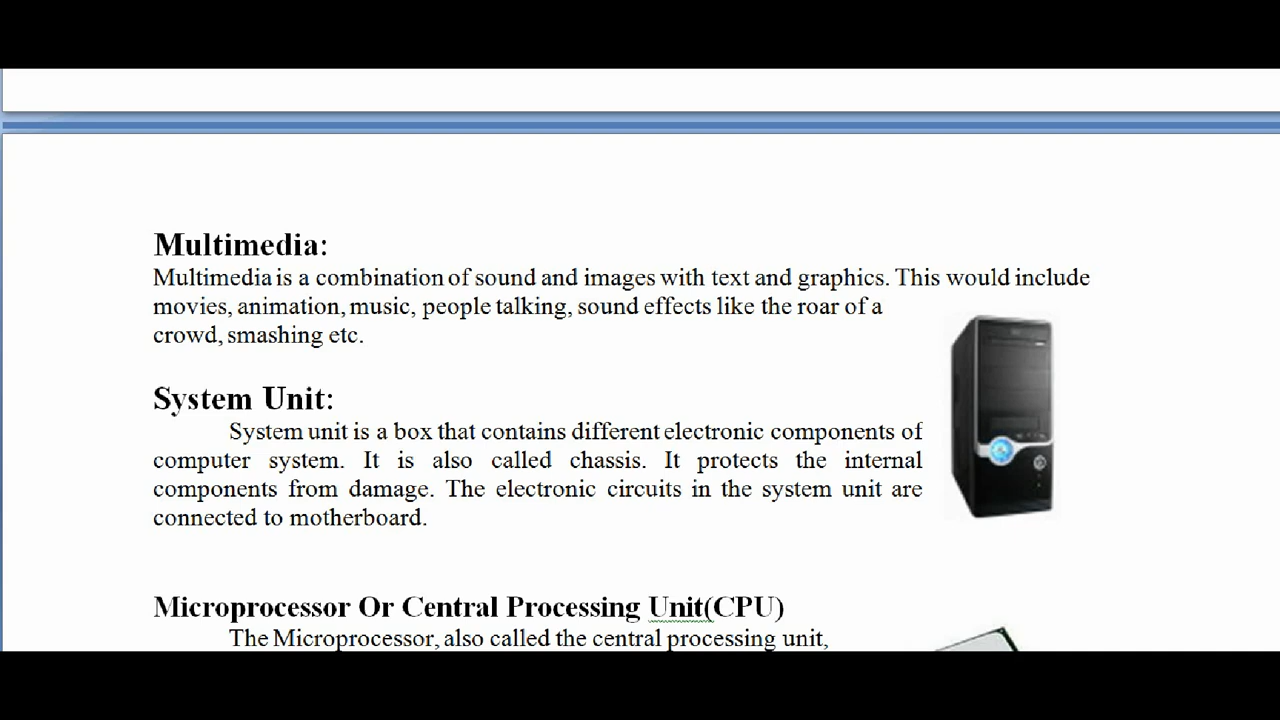 Multimedia:
Multimedia is a combination of sound and images with text and graphics. This would include
movies, animation, music, people talking, sound effects like the roar of a
crowd, smashing etc.
System Unit:
System unit is a box that contains different electronic components of
computer system. It is also called chassis. It protects the internal
components from damage. The electronic circuits in the system unit are
connected to motherboard.
Microprocessor Or Central Processing Unit(CPU)
The Microprocessor, also called the central processing unit,